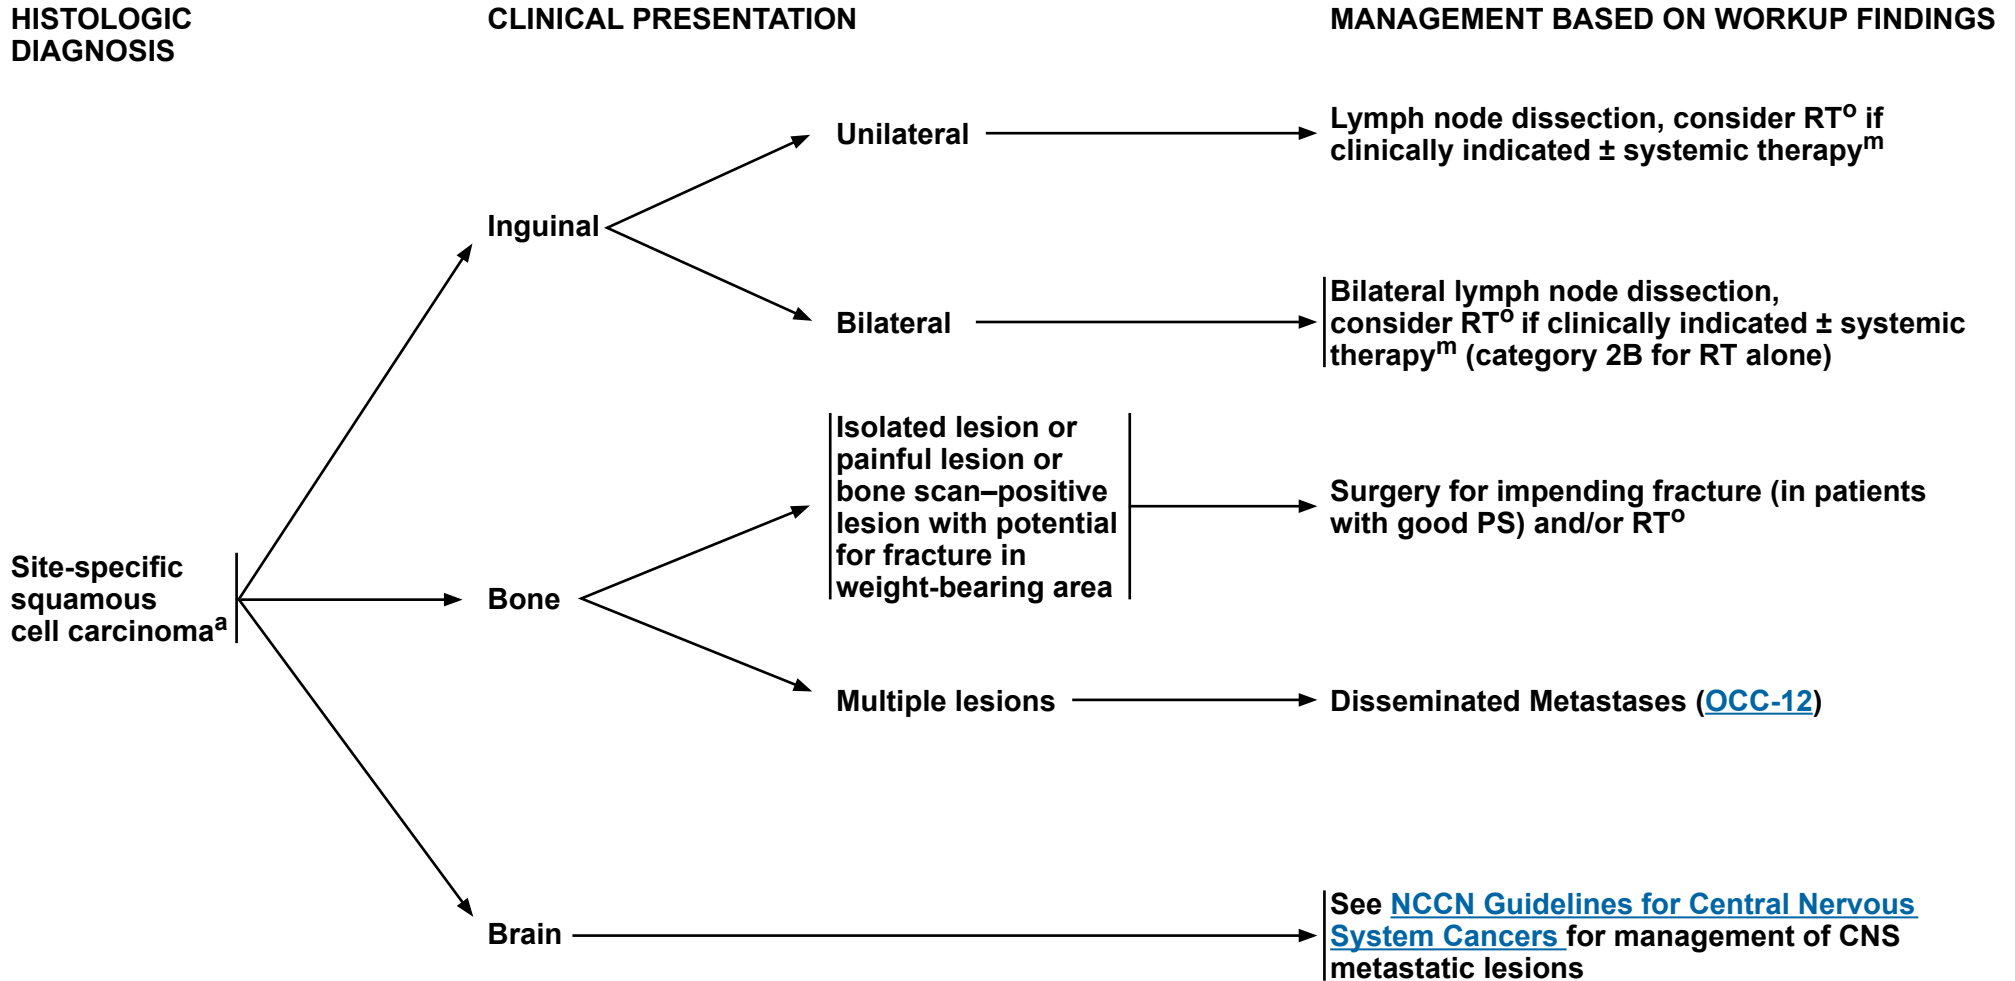 HISTOLOGIC
DIAGNOSIS
CLINICAL PRESENTATION
MANAGEMENT BASED ON WORKUP FINDINGS
Site-specific
squamous
cell carcinomaᵃ
Inguinal
Unilateral
Lymph node dissection, consider RTᵒ if
clinically indicated ± systemic therapyᵐ
Bilateral
Bilateral lymph node dissection,
consider RTᵒ if clinically indicated ± systemic
therapyᵐ (category 2B for RT alone)
Bone
Isolated lesion or
painful lesion or
bone scan–positive
lesion with potential
for fracture in
weight-bearing area
Surgery for impending fracture (in patients
with good PS) and/or RTᵒ
Multiple lesions
Disseminated Metastases (OCC-12)
Brain
See NCCN Guidelines for Central Nervous
System Cancers for management of CNS
metastatic lesions